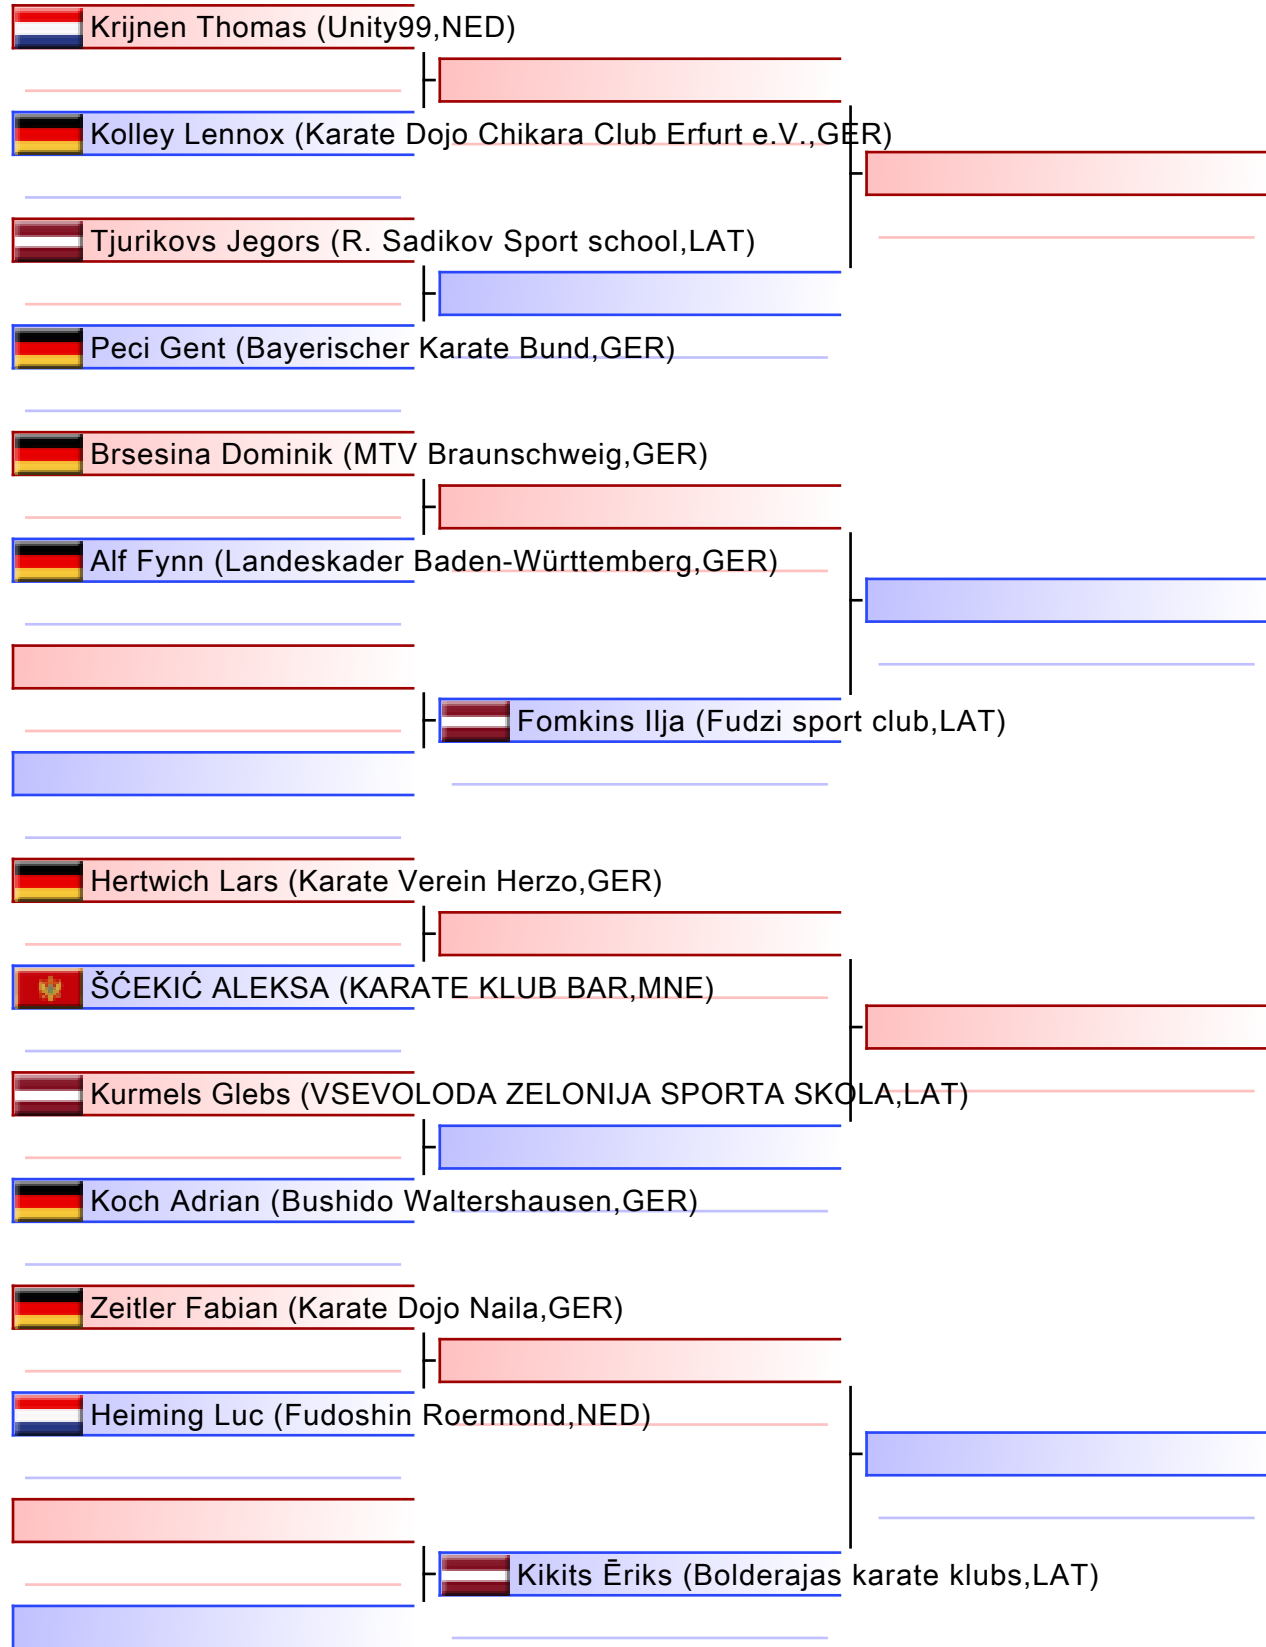 Krijnen Thomas (Unity99,NED)
Kolley Lennox (Karate Dojo Chikara Club Erfurt e.V.,GER)
Tjurikovs Jegors (R. Sadikov Sport school,LAT)
Peci Gent (Bayerischer Karate Bund,GER)
Brsesina Dominik (MTV Braunschweig,GER)
Alf Fynn (Landeskader Baden-Württemberg,GER)
Fomkins Ilja (Fudzi sport club,LAT)
Hertwich Lars (Karate Verein Herzo,GER)
ŠĆEKIĆ ALEKSA (KARATE KLUB BAR,MNE)
Kurmels Glebs (VSEVOLODA ZELONIJA SPORTA SKOLA,LAT)
Koch Adrian (Bushido Waltershausen,GER)
Zeitler Fabian (Karate Dojo Naila,GER)
Heiming Luc (Fudoshin Roermond,NED)
Kikits Ēriks (Bolderajas karate klubs,LAT)